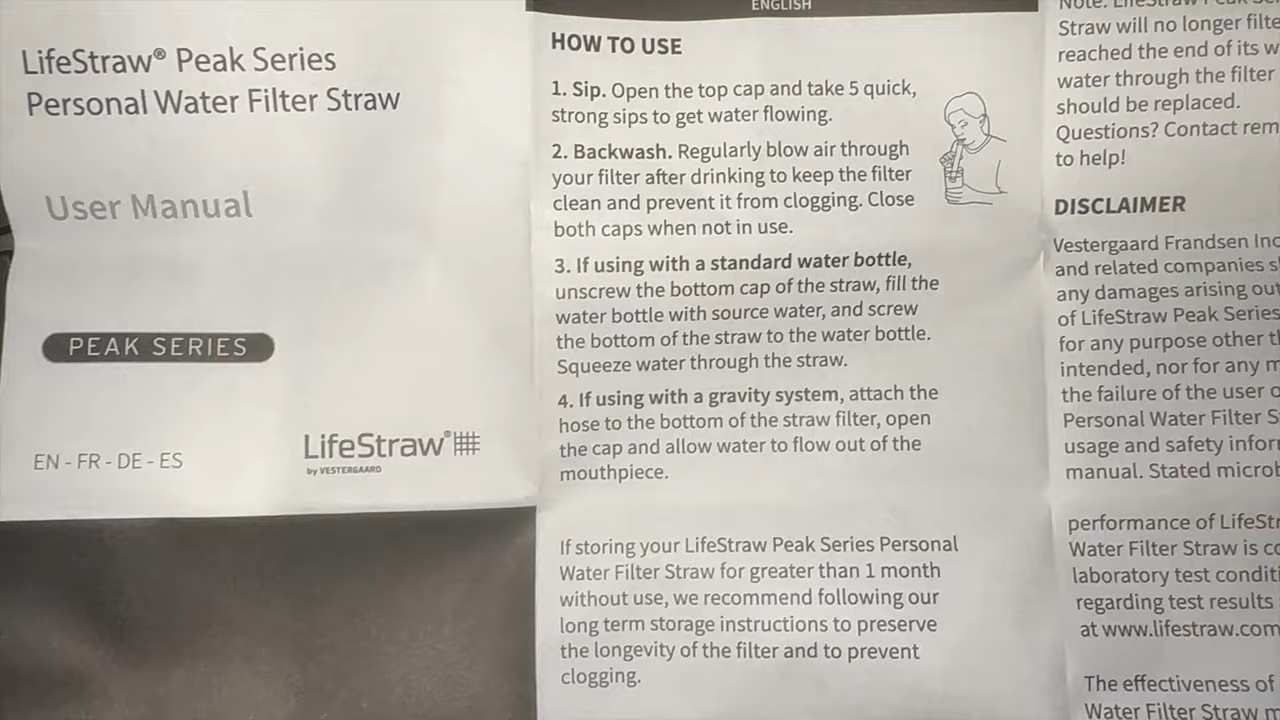 LifeStraw® Peak Series
Personal Water Filter Straw
User Manual
PEAK SERIES
EN - FR - DE - ES
LifeStraw®
by VESTERGAARD
ENGLISH
HOW TO USE
1. Sip. Open the top cap and take 5 quick,
strong sips to get water flowing.
2. Backwash. Regularly blow air through
your filter after drinking to keep the filter
clean and prevent it from clogging. Close
both caps when not in use.
3. If using with a standard water bottle,
unscrew the bottom cap of the straw, fill the
water bottle with source water, and screw
the bottom of the straw to the water bottle.
Squeeze water through the straw.
4. If using with a gravity system, attach the
hose to the bottom of the straw filter, open
the cap and allow water to flow out of the
mouthpiece.
If storing your LifeStraw Peak Series Personal
Water Filter Straw for greater than 1 month
without use, we recommend following our
long term storage instructions to preserve
the longevity of the filter and to prevent
clogging.
Note: LifeStraw Peak
Straw will no longer filte
reached the end of its w
water through the filter
should be replaced.
Questions? Contact rem
to help!
DISCLAIMER
Vestergaard Frandsen Inc
and related companies s
any damages arising out
of LifeStraw Peak Series
for any purpose other t
intended, nor for any m
the failure of the user o
Personal Water Filter S
usage and safety infor
manual. Stated microb
performance of LifeStr
Water Filter Straw is co
laboratory test conditi
regarding test results
at www.lifestraw.com
The effectiveness of
Water Filter Straw m